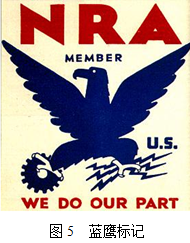 NRA
MEMBER
U.S.
WE DO OUR PART
图5 蓝鹰标记